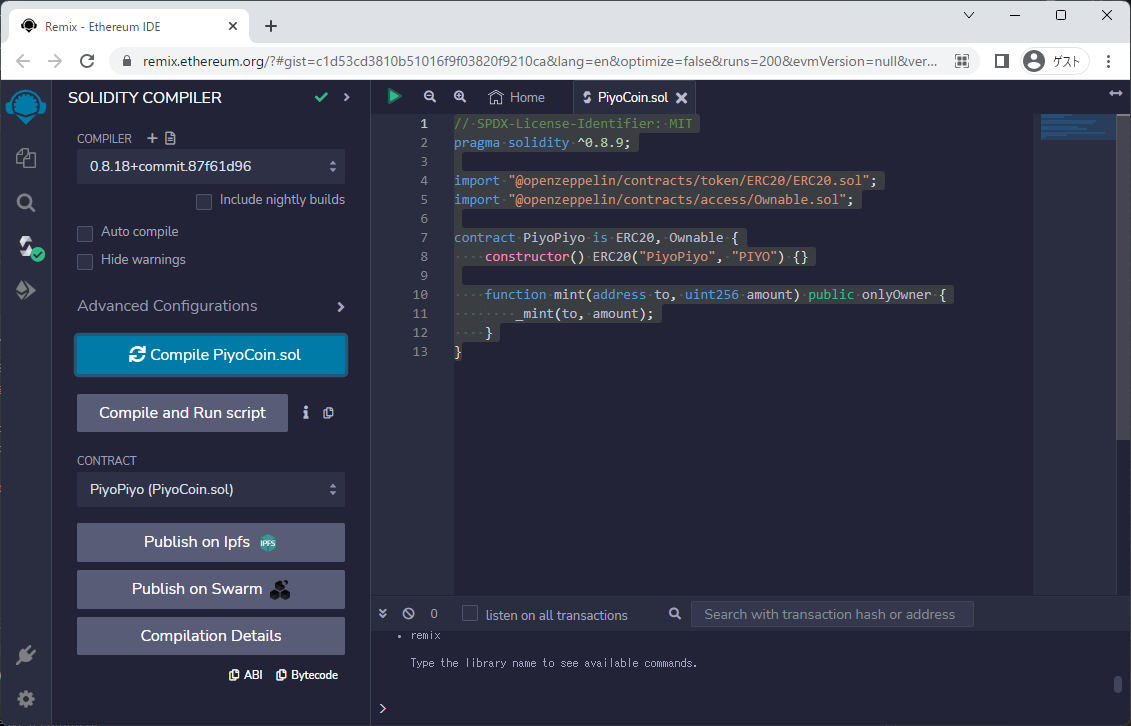 Remix - Ethereum IDE
remix.ethereum.org/?#gist=c1d53cd3810b51016f9f03820f9210ca&lang=en&optimize=false&runs=200&evmVersion=null&ver...
ゲスト
SOLIDITY COMPILER
COMPILER
0.8.18+commit.87f61d96
Include nightly builds
Auto compile
Hide warnings
Advanced Configurations
Compile PiyoCoin.sol
Compile and Run script
CONTRACT
PiyoPiyo (PiyoCoin.sol)
Publish on Ipfs IPFS
Publish on Swarm
Compilation Details
ABI Bytecode
Home PiyoCoin.sol
1 // SPDX-License-Identifier: MIT
2 pragma solidity ^0.8.9;
3
4 import "@openzeppelin/contracts/token/ERC20/ERC20.sol";
5 import "@openzeppelin/contracts/access/Ownable.sol";
6
7 contract PiyoPiyo is ERC20, Ownable {
8     constructor() ERC20("PiyoPiyo", "PIYO") {}
9
10     function mint(address to, uint256 amount) public onlyOwner {
11         _mint(to, amount);
12     }
13 }
0 listen on all transactions Search with transaction hash or address
• remix
Type the library name to see available commands.
>